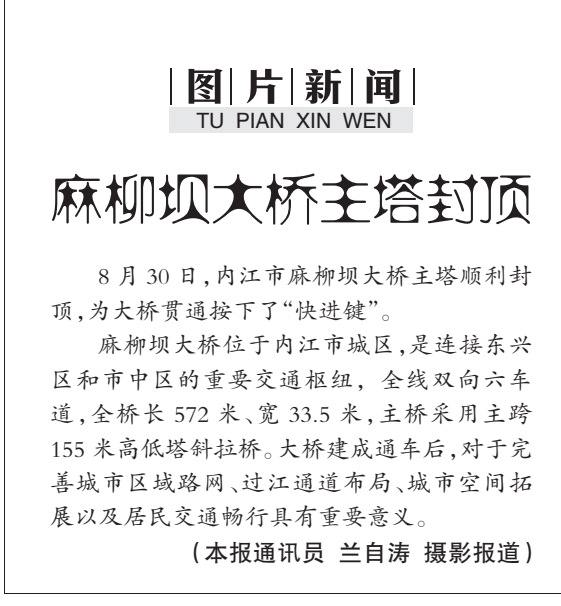 图片新闻
TU PIAN XIN WEN
麻柳坝大桥主塔封顶
8 月 30 日,内江市麻柳坝大桥主塔顺利封
顶,为大桥贯通按下了“快进键”。
麻柳坝大桥位于内江市城区,是连接东兴
区和市中区的重要交通枢纽，全线双向六车
道,全桥长 572 米、宽 33.5 米,主桥采用主跨
155 米高低塔斜拉桥。大桥建成通车后,对于完
善城市区域路网、过江通道布局、城市空间拓
展以及居民交通畅行具有重要意义。
(本报通讯员 兰自涛 摄影报道)